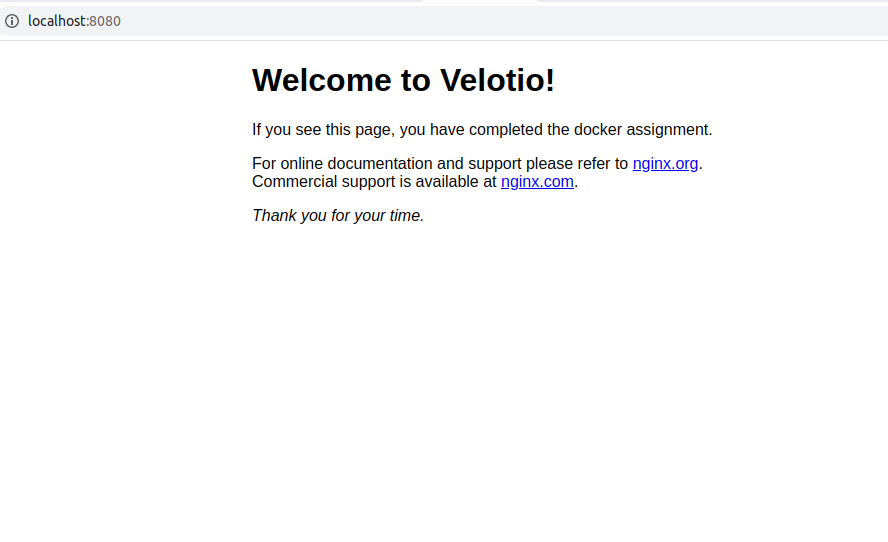 localhost:8080
Welcome to Velotio!
If you see this page, you have completed the docker assignment.
For online documentation and support please refer to nginx.org.
Commercial support is available at nginx.com.
Thank you for your time.